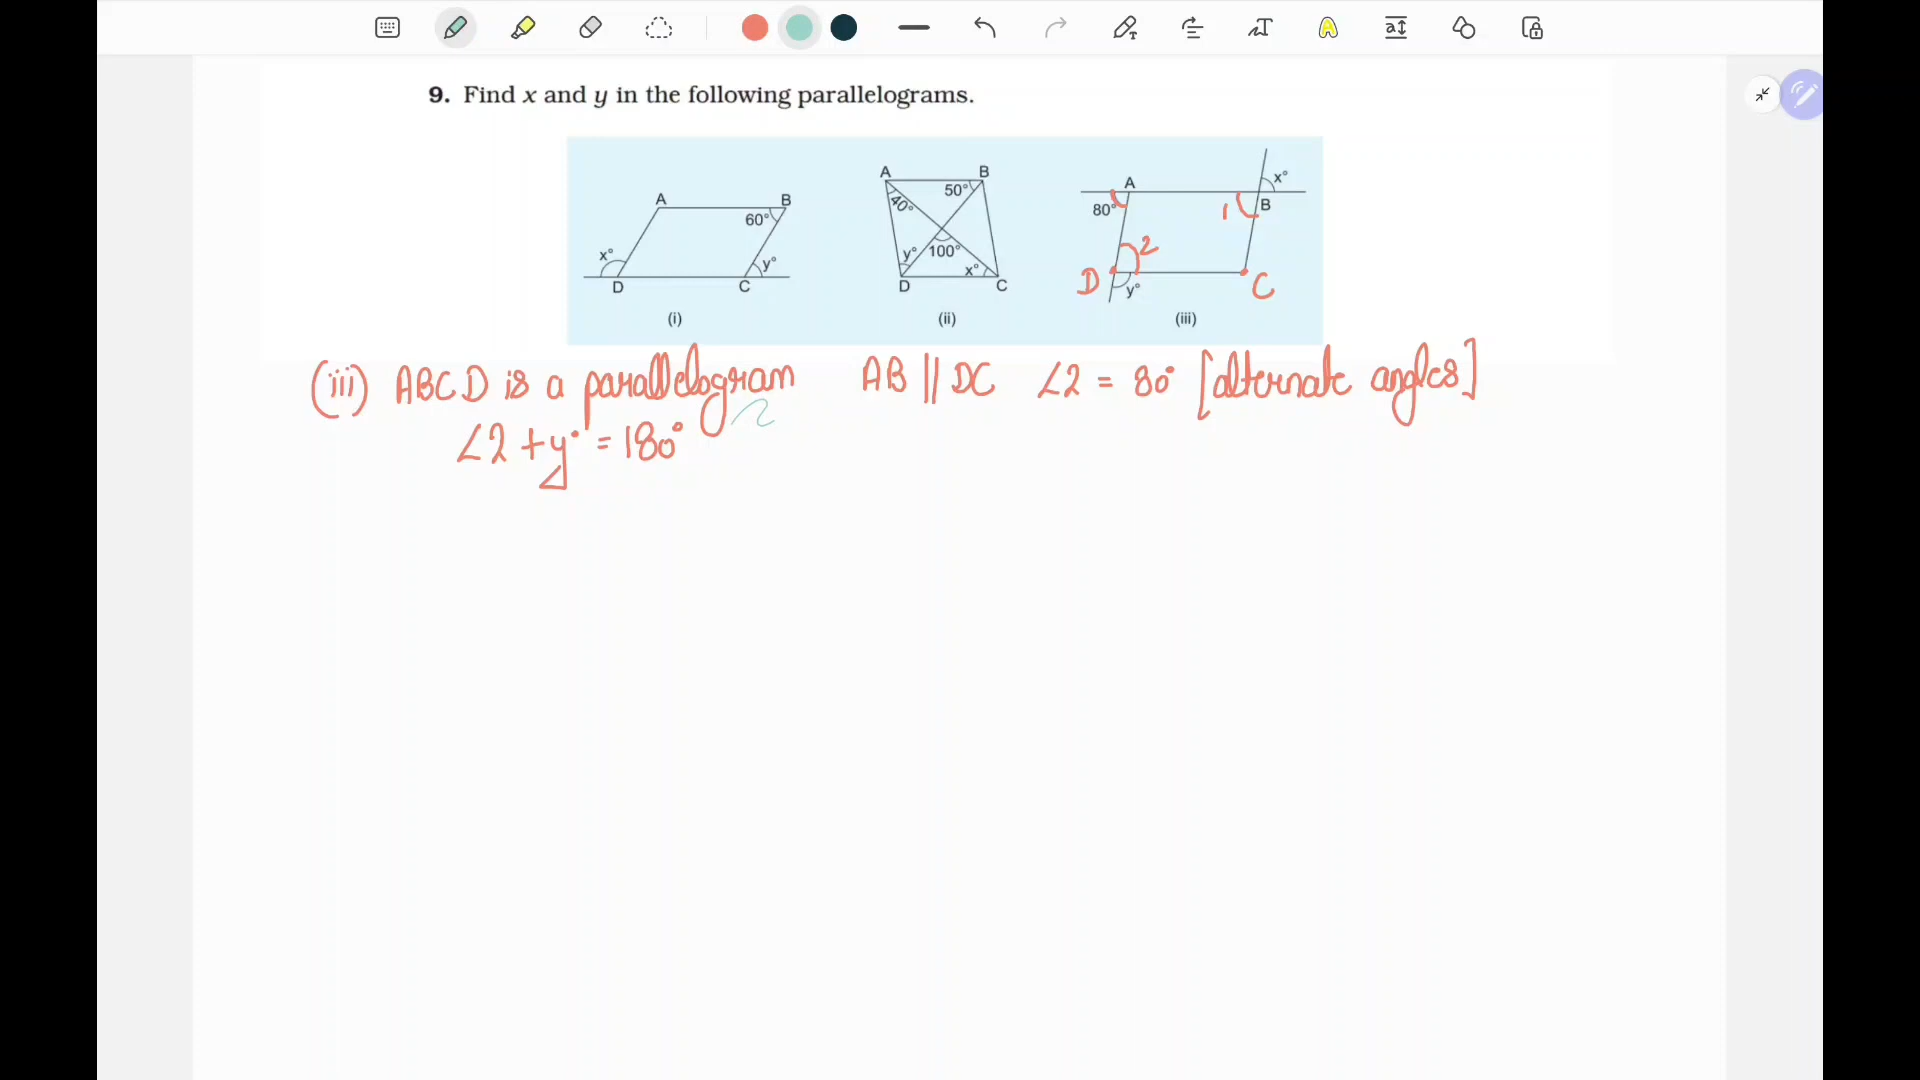 9. Find x and y in the following parallelograms.
A B 60° x° y° D C (i)
A B 50° 40° y° 100° x° D C (ii)
A x° 80° 1 B 2 D y° C (iii)
(iii) ABCD is a parallelogram AB || DC ∠2 = 80° [alternate angles]
∠2 + y° = 180°